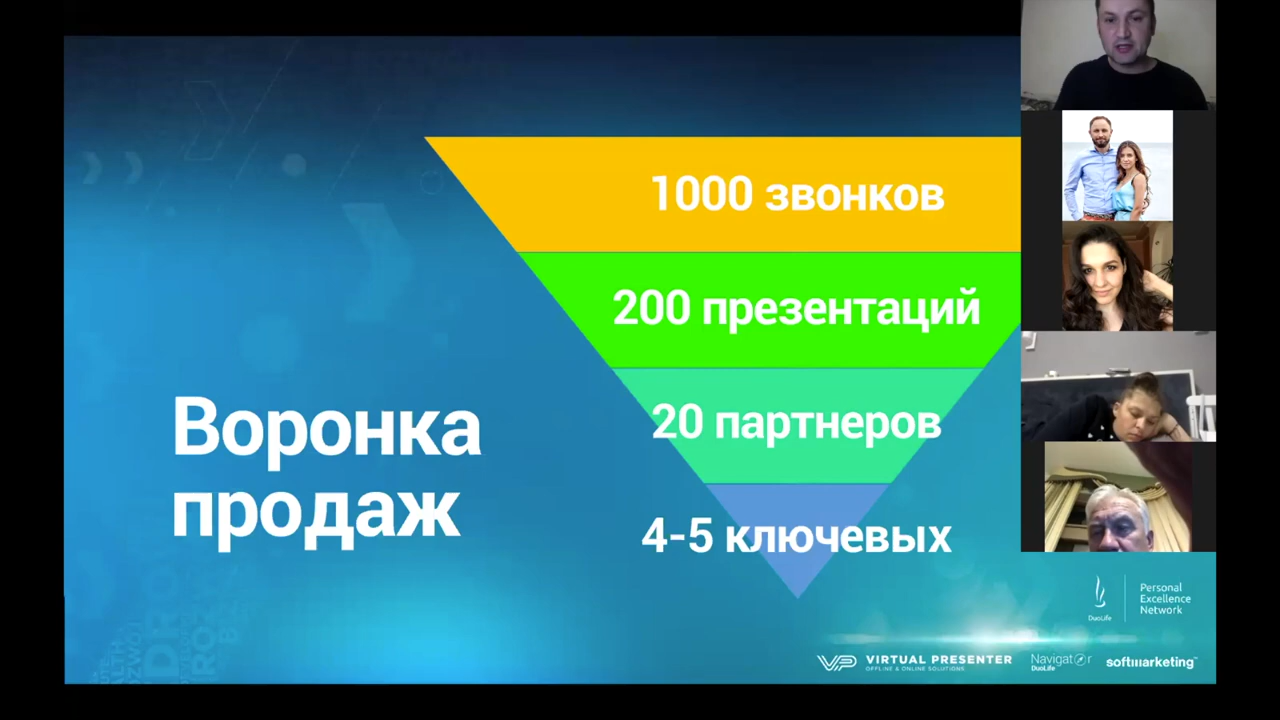 1000 звонков
200 презентаций
20 партнеров
4-5 ключевых
Воронка
продаж
DuoLife
Personal
Excellence
Network
VP VIRTUAL PRESENTER
OFFLINE & ONLINE SOLUTIONS
Navigator
DuoLife
softmarketing